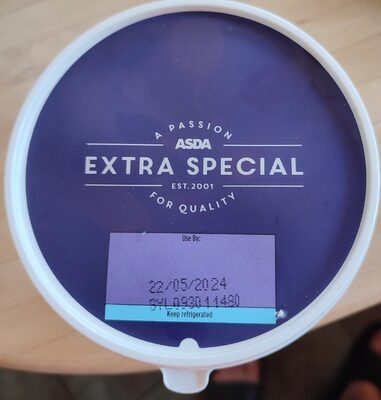 A PASSION
ASDA
EXTRA SPECIAL
EST. 2001
FOR QUALITY
Use By:
22/05/2024
Keep refrigerated